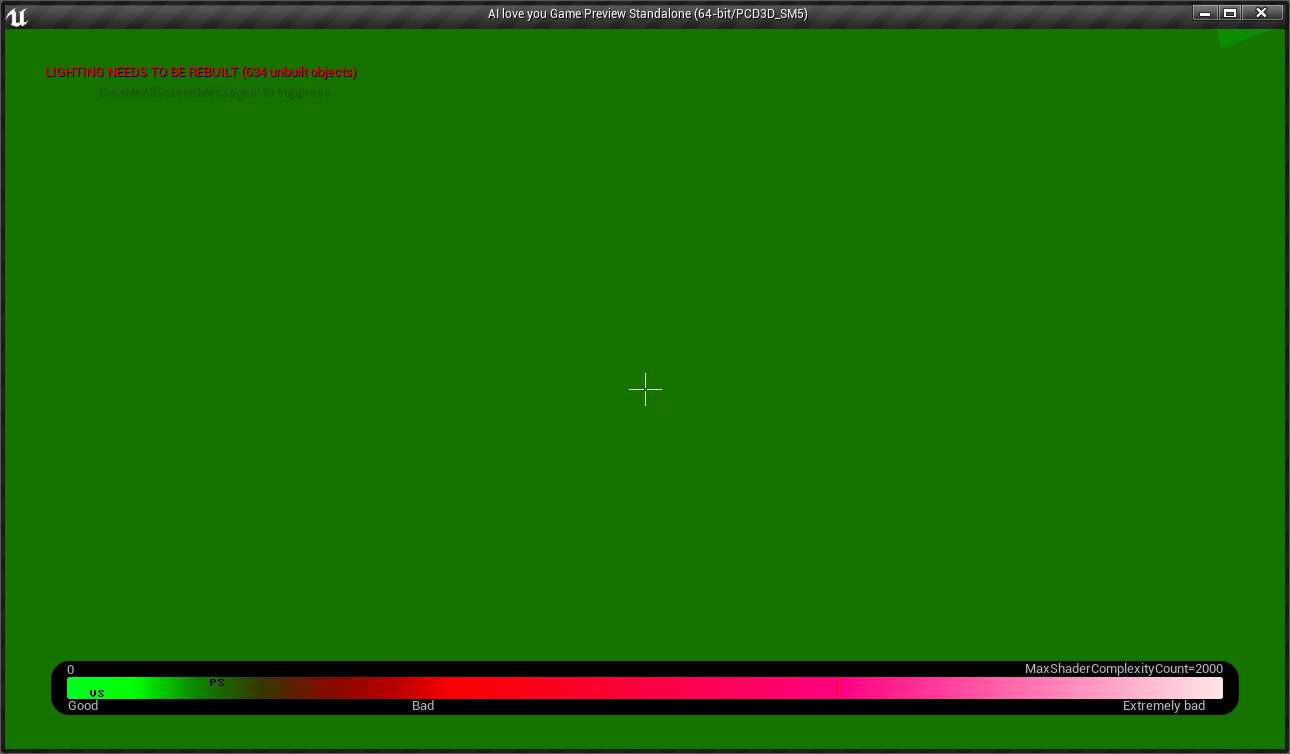 AI love you Game Preview Standalone (64-bit/PCD3D_SM5)
LIGHTING NEEDS TO BE REBUILT (634 unbuilt objects)
'DisableAllScreenMessages' to suppress
0 MaxShaderComplexityCount=2000
PS
VS
Good Bad Extremely bad